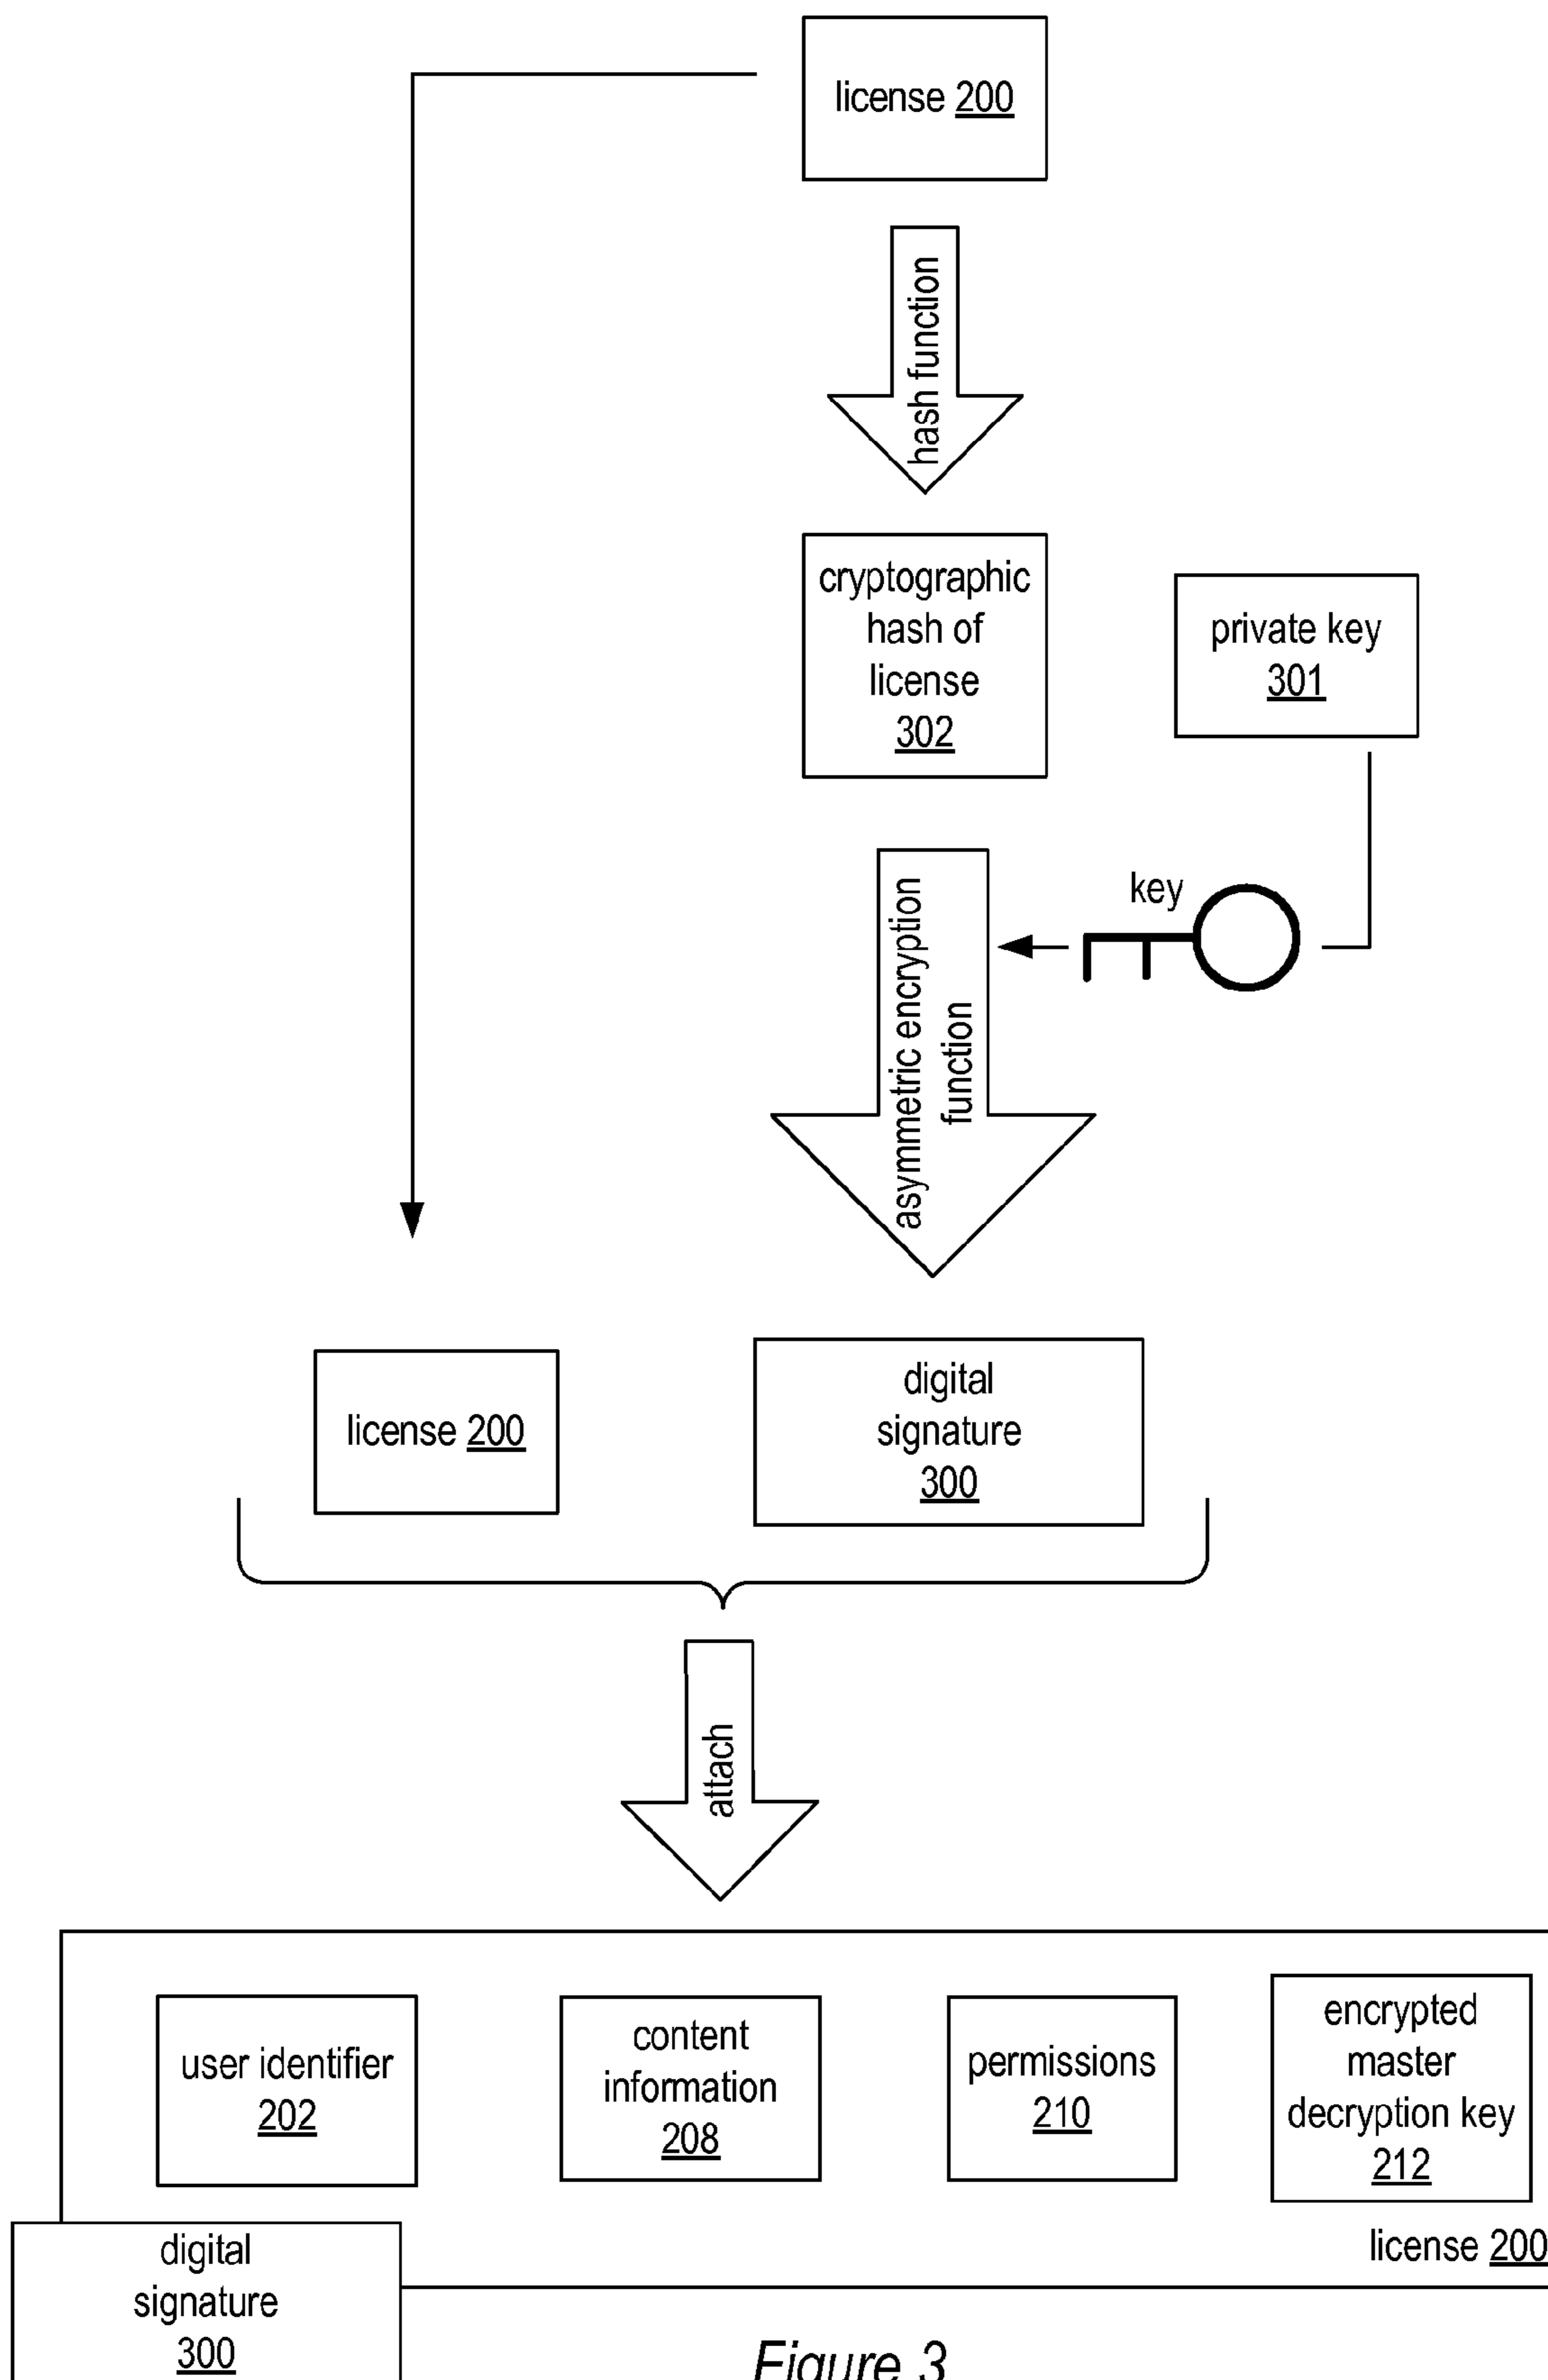 license 200
hash function
cryptographic
hash of
license
302
private key
301
key
asymmetric encryption
function
license 200
digital
signature
300
attach
user identifier
202
content
information
208
permissions
210
encrypted
master
decryption key
212
license 200
digital
signature
300
Figure 3